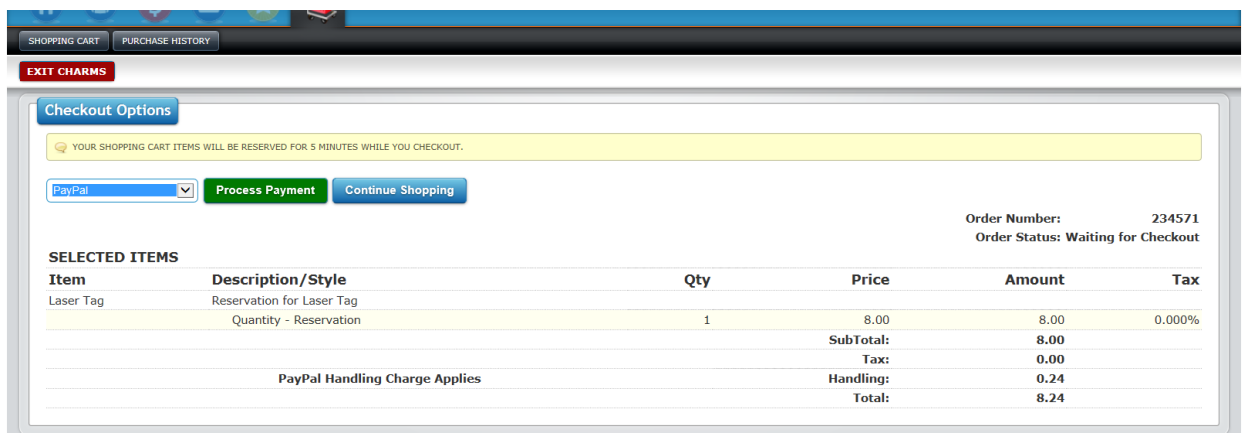 SHOPPING CART PURCHASE HISTORY
EXIT CHARMS
Checkout Options
YOUR SHOPPING CART ITEMS WILL BE RESERVED FOR 5 MINUTES WHILE YOU CHECKOUT.
PayPal Process Payment Continue Shopping
Order Number: 234571
Order Status: Waiting for Checkout
SELECTED ITEMS
Item Description/Style Qty Price Amount Tax
Laser Tag Reservation for Laser Tag
Quantity - Reservation 1 8.00 8.00 0.000%
SubTotal: 8.00
Tax: 0.00
PayPal Handling Charge Applies Handling: 0.24
Total: 8.24